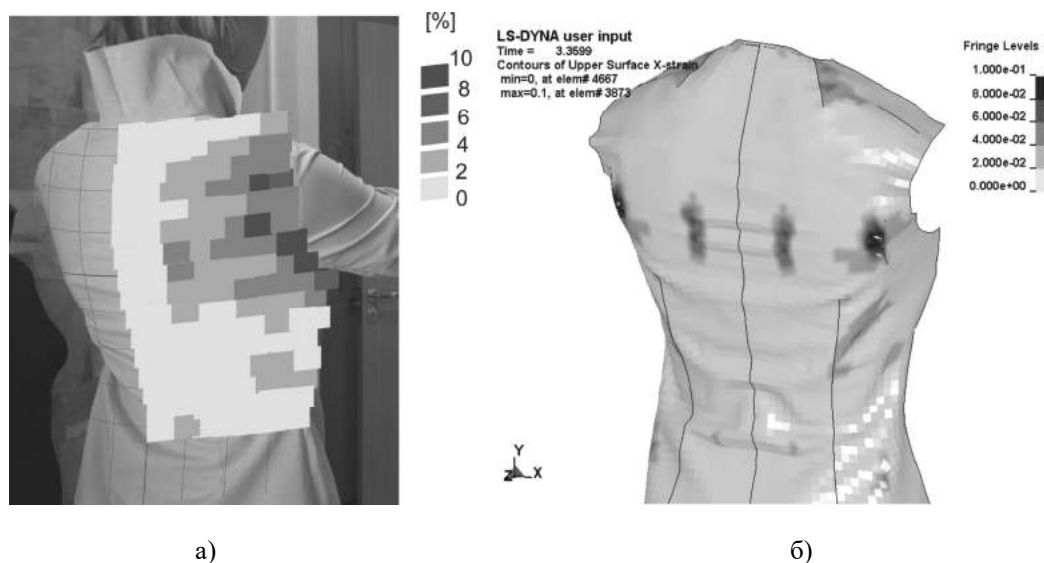 [%]
10
8
6
4
2
0
LS-DYNA user input
Time = 3.3599
Contours of Upper Surface X-strain
min=0, at elem# 4667
max=0.1, at elem# 3873
Fringe Levels
1.000e-01
8.000e-02
6.000e-02
4.000e-02
2.000e-02
0.000e+00
Y
Z X
а)
б)